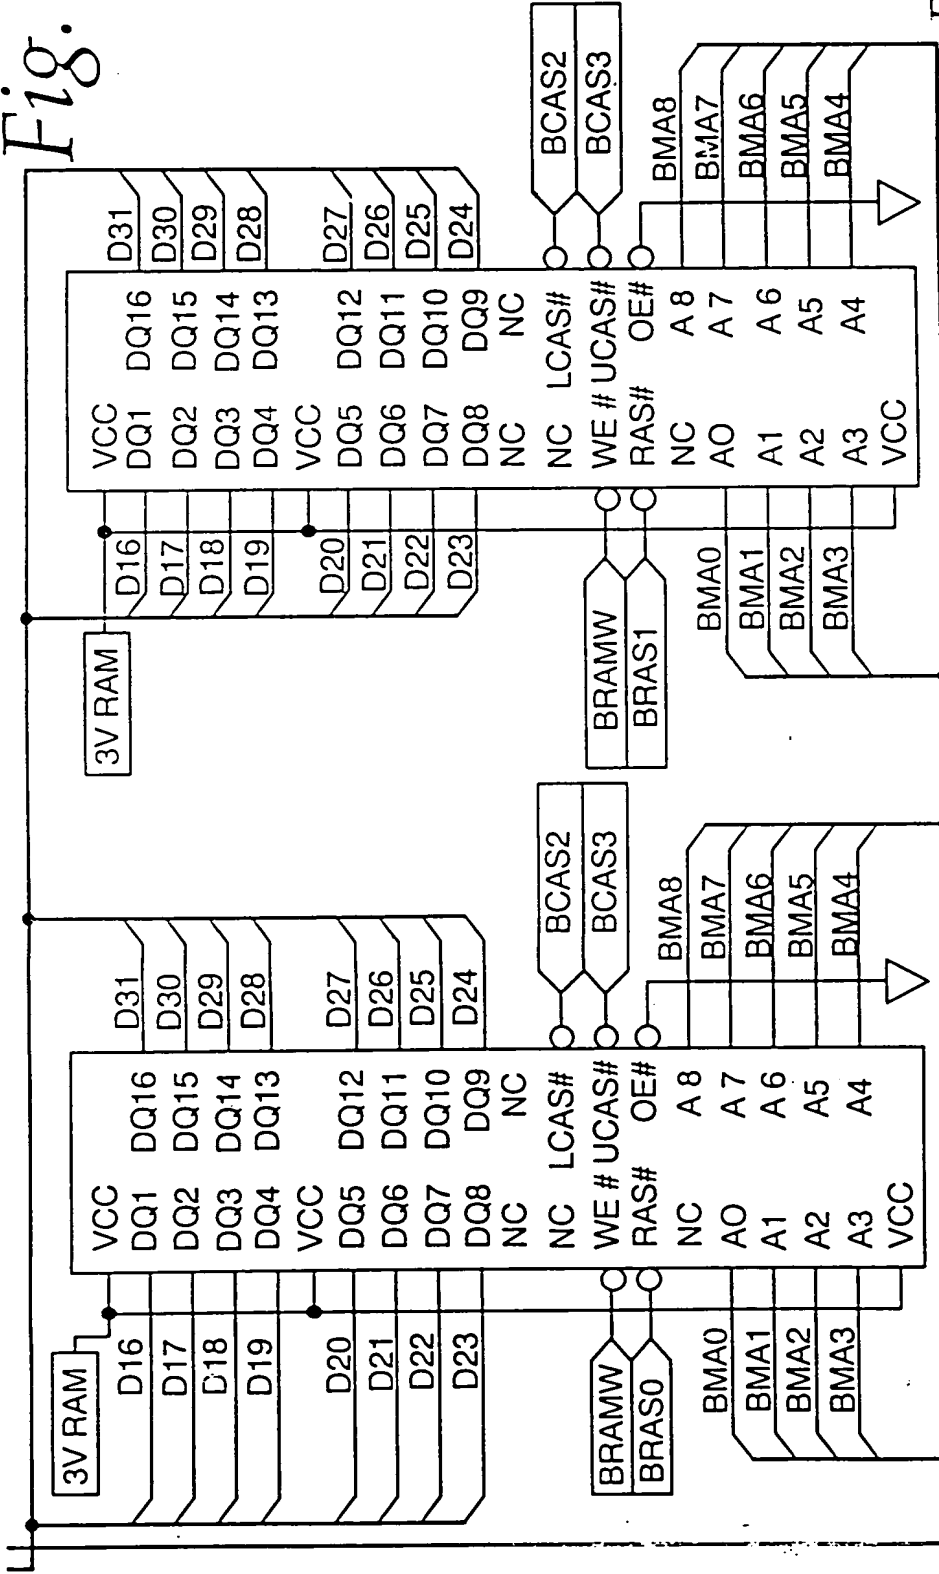 Fig.
3V RAM
D16
D17
D18
D19
D20
D21
D22
D23
BRAMW
BRAS0
BMA0
BMA1
BMA2
BMA3
VCC
DQ1 DQ16
DQ2 DQ15
DQ3 DQ14
DQ4 DQ13
VCC
DQ5 DQ12
DQ6 DQ11
DQ7 DQ10
DQ8 DQ9
NC NC
NC LCAS#
WE # UCAS#
RAS# OE#
NC A 8
AO A 7
A1 A 6
A2 A5
A3 A4
VCC
D31
D30
D29
D28
D27
D26
D25
D24
BCAS2
BCAS3
BMA8
BMA7
BMA6
BMA5
BMA4
3V RAM
D16
D17
D18
D19
D20
D21
D22
D23
BRAMW
BRAS1
BMA0
BMA1
BMA2
BMA3
VCC
DQ1 DQ16
DQ2 DQ15
DQ3 DQ14
DQ4 DQ13
VCC
DQ5 DQ12
DQ6 DQ11
DQ7 DQ10
DQ8 DQ9
NC NC
NC LCAS#
WE # UCAS#
RAS# OE#
NC A 8
AO A 7
A1 A 6
A2 A5
A3 A4
VCC
D31
D30
D29
D28
D27
D26
D25
D24
BCAS2
BCAS3
BMA8
BMA7
BMA6
BMA5
BMA4